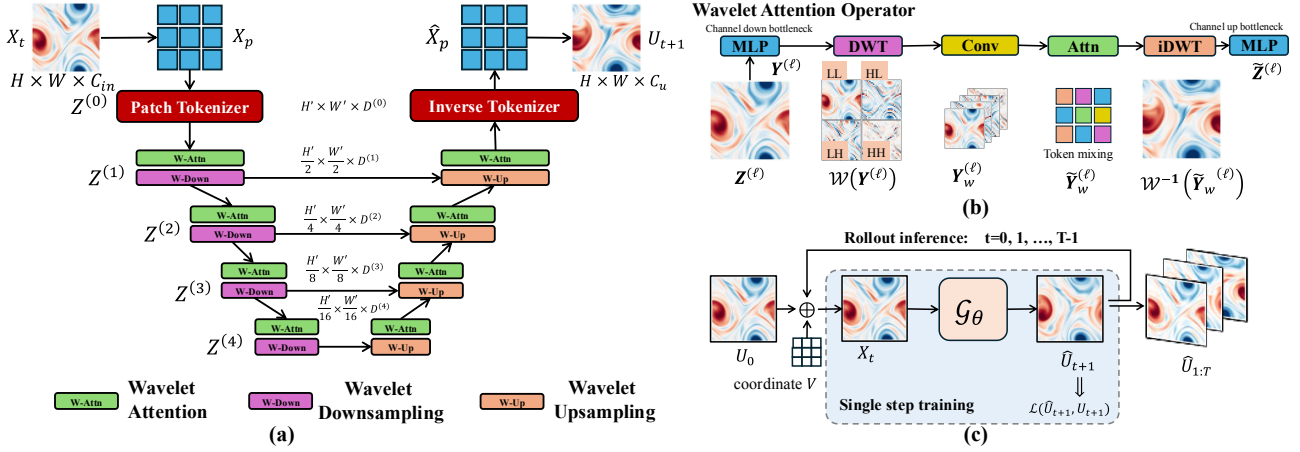 X_t
X_p
X̂_p
U_{t+1}
H × W × C_{in}
H × W × C_u
Z^{(0)}
Patch Tokenizer
H' × W' × D^{(0)}
Inverse Tokenizer
Z^{(1)}
W-Attn
W-Down
H'/2 × W'/2 × D^{(1)}
W-Attn
W-Up
Z^{(2)}
W-Attn
W-Down
H'/4 × W'/4 × D^{(2)}
W-Attn
W-Up
Z^{(3)}
W-Attn
W-Down
H'/8 × W'/8 × D^{(3)}
W-Attn
W-Up
Z^{(4)}
W-Attn
W-Down
H'/16 × W'/16 × D^{(4)}
W-Attn
W-Up
W-Attn
Wavelet
Attention
W-Down
Wavelet
Downsampling
W-Up
Wavelet
Upsampling
(a)
Wavelet Attention Operator
Channel down bottleneck
Channel up bottleneck
MLP
DWT
Conv
Attn
iDWT
MLP
Y^{(ℓ)}
Z̃^{(ℓ)}
LL
HL
LH
HH
Token mixing
Z^{(ℓ)}
𝒲(Y^{(ℓ)})
Y_w^{(ℓ)}
Ỹ_w^{(ℓ)}
𝒲^{-1}(Ỹ_w^{(ℓ)})
(b)
Rollout inference: t=0, 1, …, T-1
𝒢_θ
U_0
X_t
Û_{t+1}
Û_{1:T}
coordinate V
Single step training
ℒ(Û_{t+1}, U_{t+1})
(c)